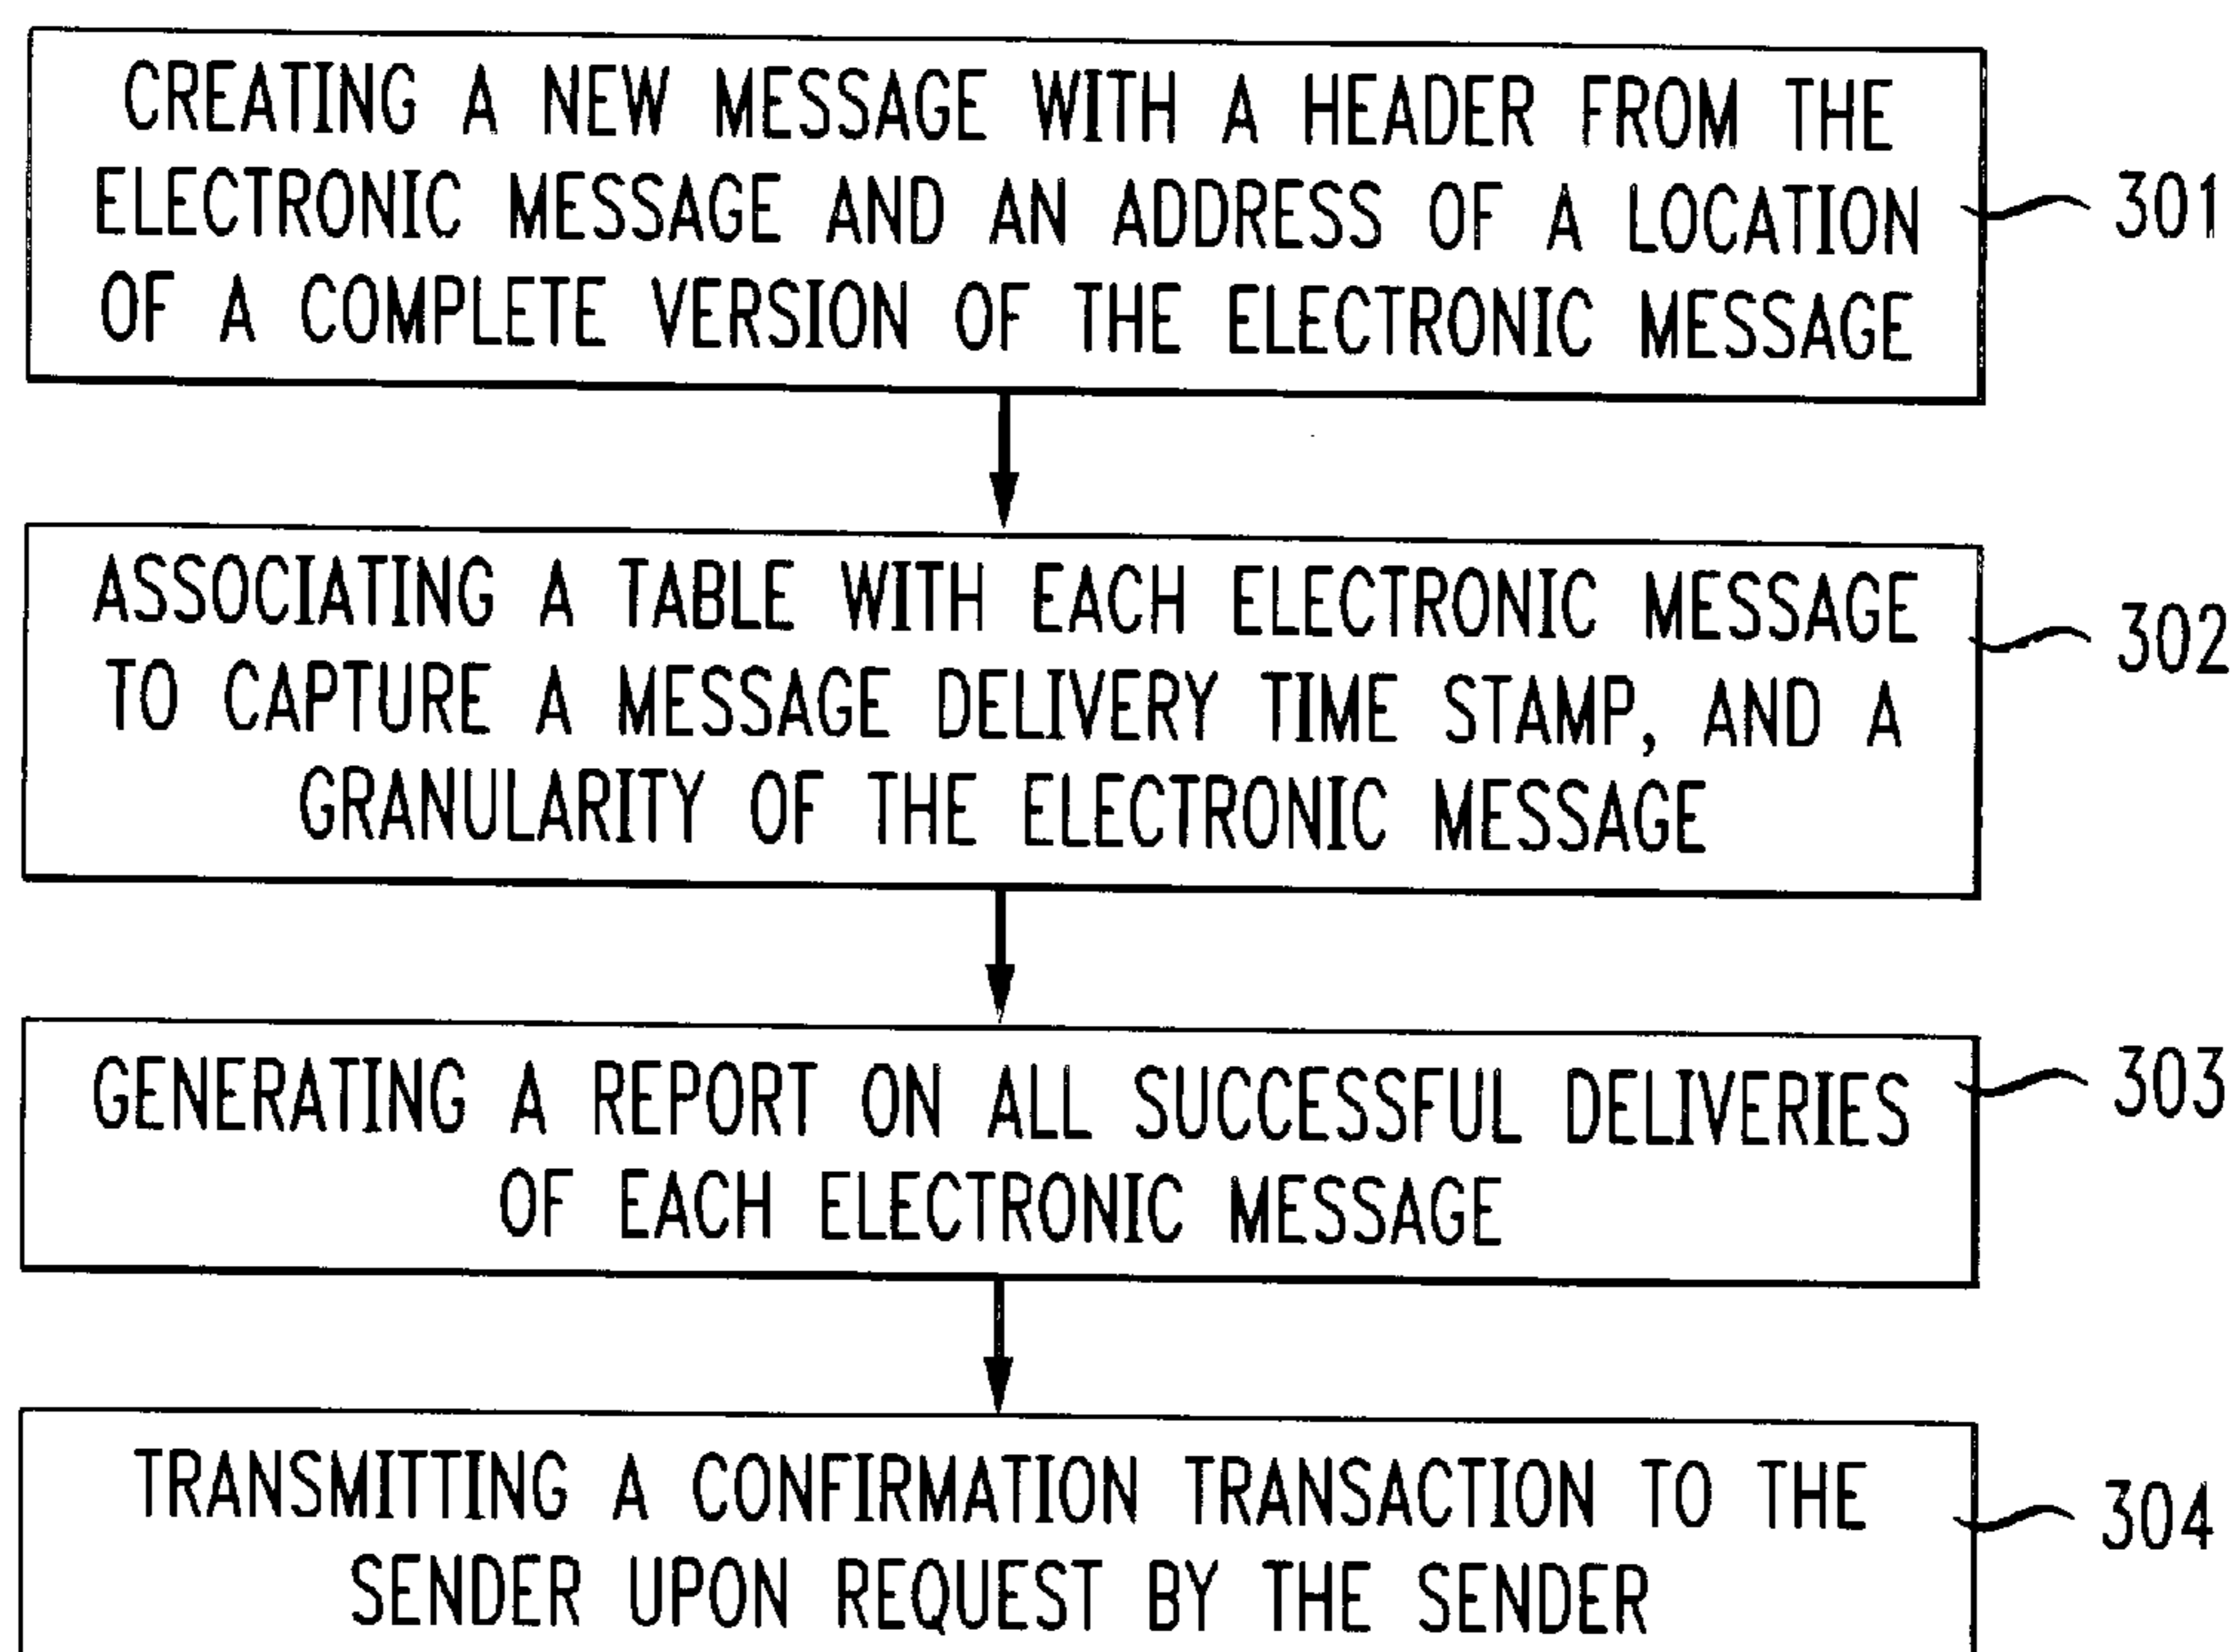 CREATING A NEW MESSAGE WITH A HEADER FROM THE
ELECTRONIC MESSAGE AND AN ADDRESS OF A LOCATION
OF A COMPLETE VERSION OF THE ELECTRONIC MESSAGE
301
ASSOCIATING A TABLE WITH EACH ELECTRONIC MESSAGE
TO CAPTURE A MESSAGE DELIVERY TIME STAMP, AND A
GRANULARITY OF THE ELECTRONIC MESSAGE
302
GENERATING A REPORT ON ALL SUCCESSFUL DELIVERIES
OF EACH ELECTRONIC MESSAGE
303
TRANSMITTING A CONFIRMATION TRANSACTION TO THE
SENDER UPON REQUEST BY THE SENDER
304